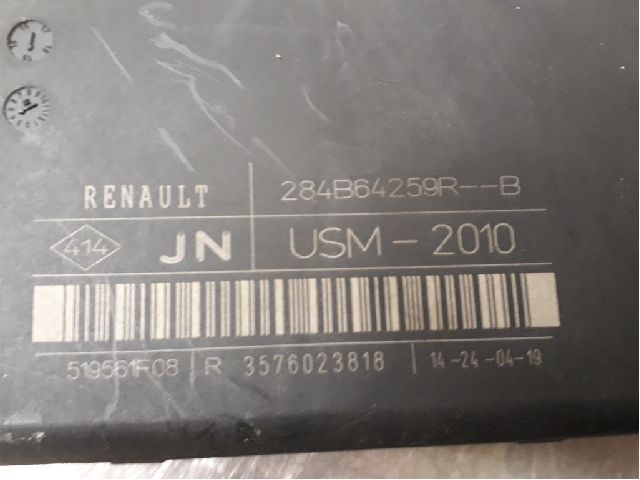 RENAULT 284B64259R--B
414 JN USM-2010
519561F08 R 3576023818 14-24-04-19